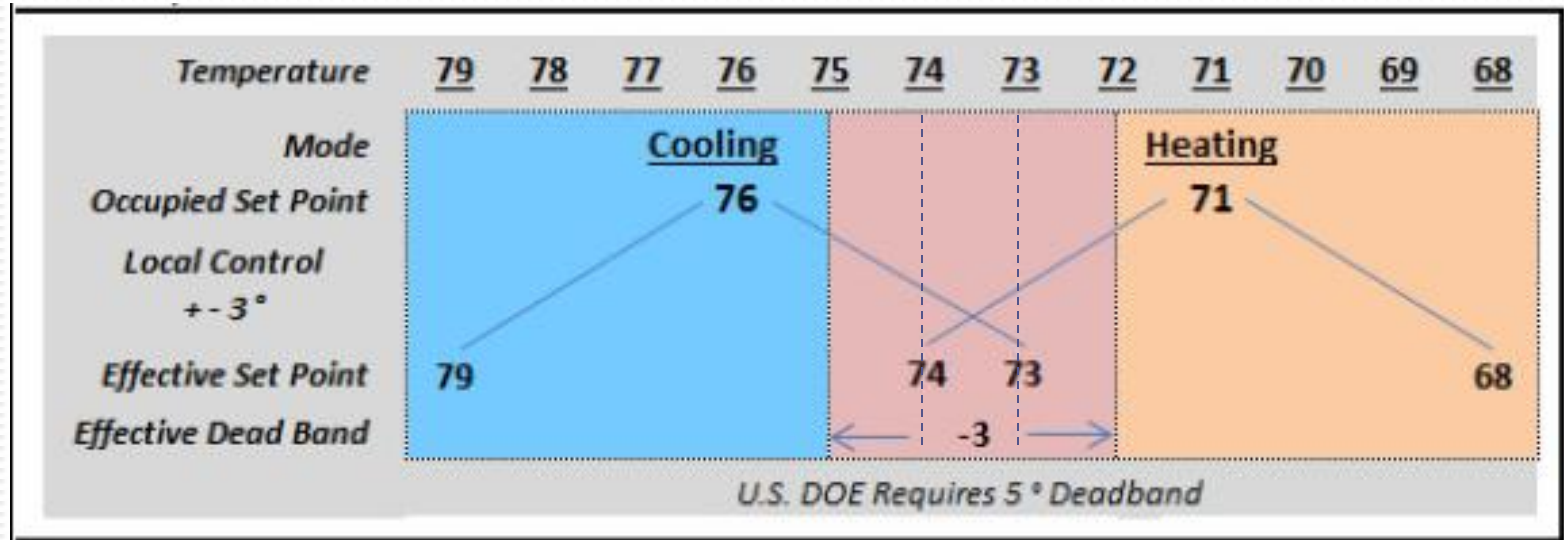 Temperature 79 78 77 76 75 74 73 72 71 70 69 68
Mode Cooling Heating
Occupied Set Point 76 71
Local Control
+ - 3°
Effective Set Point 79 74 73 68
Effective Dead Band -3
U.S. DOE Requires 5 ° Deadband